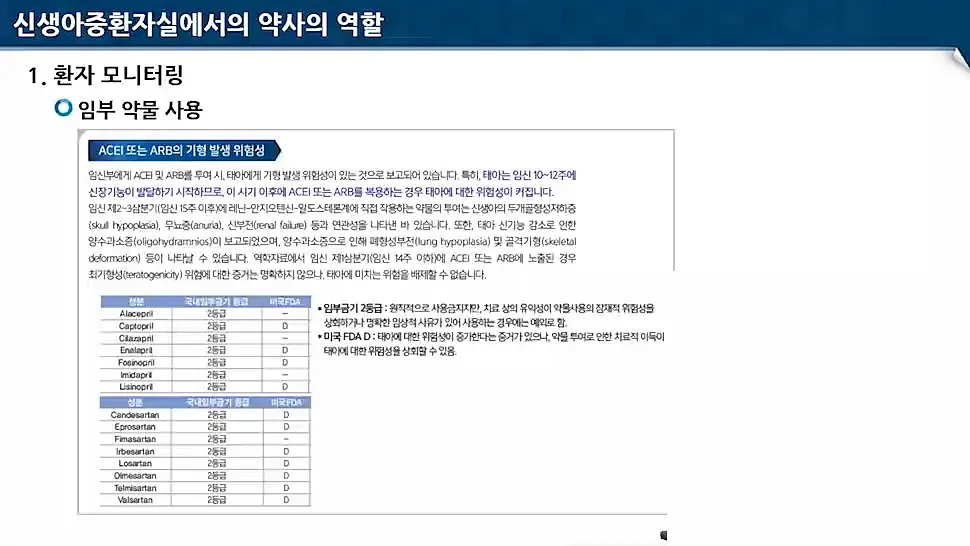 신생아중환자실에서의 약사의 역할
1. 환자 모니터링
임부 약물 사용
ACEI 또는 ARB의 기형 발생 위험성
임신부에게 ACEI 및 ARB를 투여 시, 태아에게 기형 발생 위험성이 있는 것으로 보고되어 있습니다. 특히, 태아는 임신 10~12주에
신장기능이 발달하기 시작하므로, 이 시기 이후에 ACEI 또는 ARB를 복용하는 경우 태아에 대한 위험성이 커집니다.
임신 제2~3삼분기(임신 15주 이후)에 레닌-안지오텐신-알도스테론계에 직접 작용하는 약물의 투여는 신생아의 두개골형성저하증
(skull hypoplasia), 무뇨증(anuria), 신부전(renal failure) 등과 연관성을 나타낸 바 있습니다. 또한, 태아 신기능 감소로 인한
양수과소증(oligohydramnios)이 보고되었으며, 양수과소증으로 인해 폐형성부전(lung hypoplasia) 및 골격기형(skeletal
deformation) 등이 나타날 수 있습니다. 역학자료에서 임신 제1삼분기(임신 14주 이하)에 ACEI 또는 ARB에 노출된 경우
최기형성(teratogenicity) 위험에 대한 증거는 명확하지 않으나, 태아에 미치는 위험을 배제할 수 없습니다.
성분 국내임부금기 등급 미국FDA
Alacepril 2등급 –
Captopril 2등급 D
Cilazapril 2등급 –
Enalapril 2등급 D
Fosinopril 2등급 D
Imidapril 2등급 –
Lisinopril 2등급 D
성분 국내임부금기 등급 미국FDA
Candesartan 2등급 D
Eprosartan 2등급 D
Fimasartan 2등급 –
Irbesartan 2등급 D
Losartan 2등급 D
Olmesartan 2등급 D
Telmisartan 2등급 D
Valsartan 2등급 D
• 임부금기 2등급 : 원칙적으로 사용금지지만, 치료 상의 유익성이 약물사용의 잠재적 위험성을
상회하거나 명확한 임상적 사유가 있어 사용하는 경우에는 예외로 함.
• 미국 FDA D : 태아에 대한 위험성이 증가한다는 증거가 있으나, 약물 투여로 인한 치료적 이득이
태아에 대한 위험성을 상회할 수 있음.